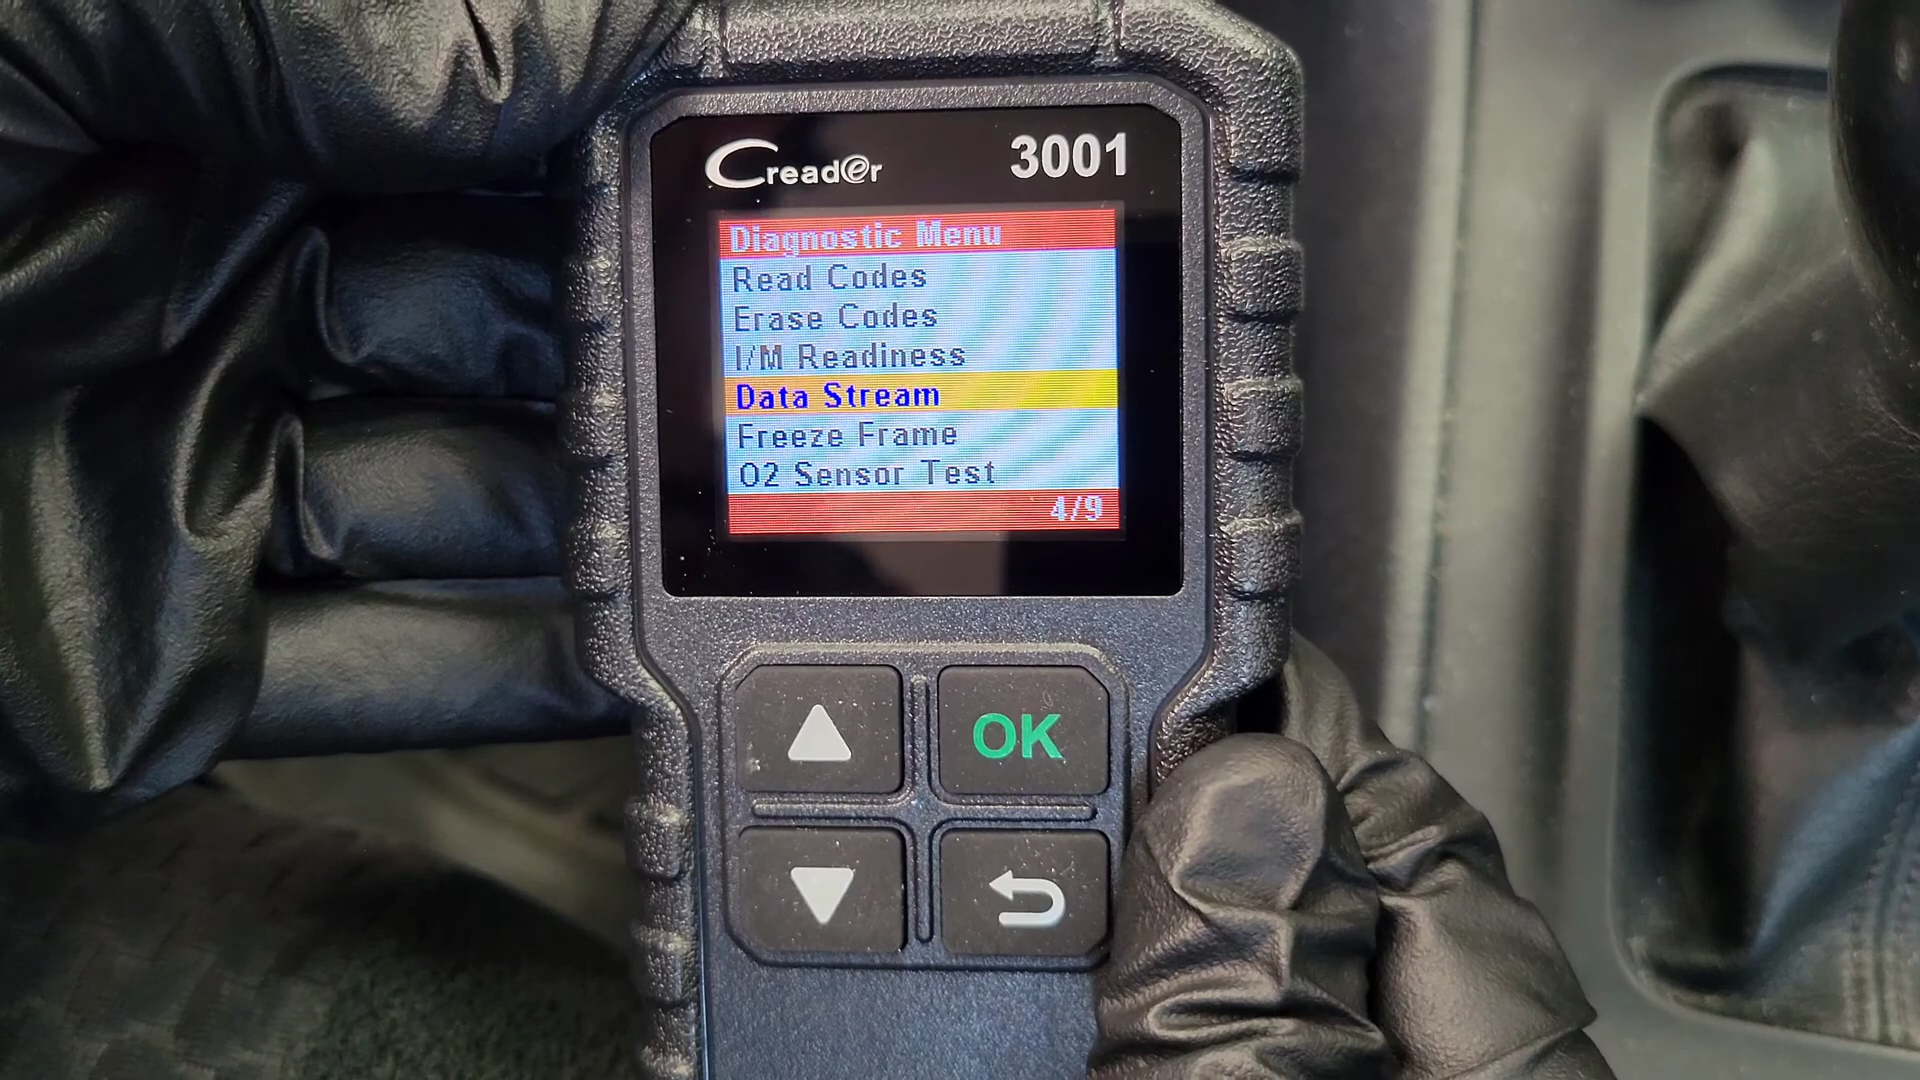 Creader 3001
Diagnostic Menu
Read Codes
Erase Codes
I/M Readiness
Data Stream
Freeze Frame
O2 Sensor Test
4/9
OK